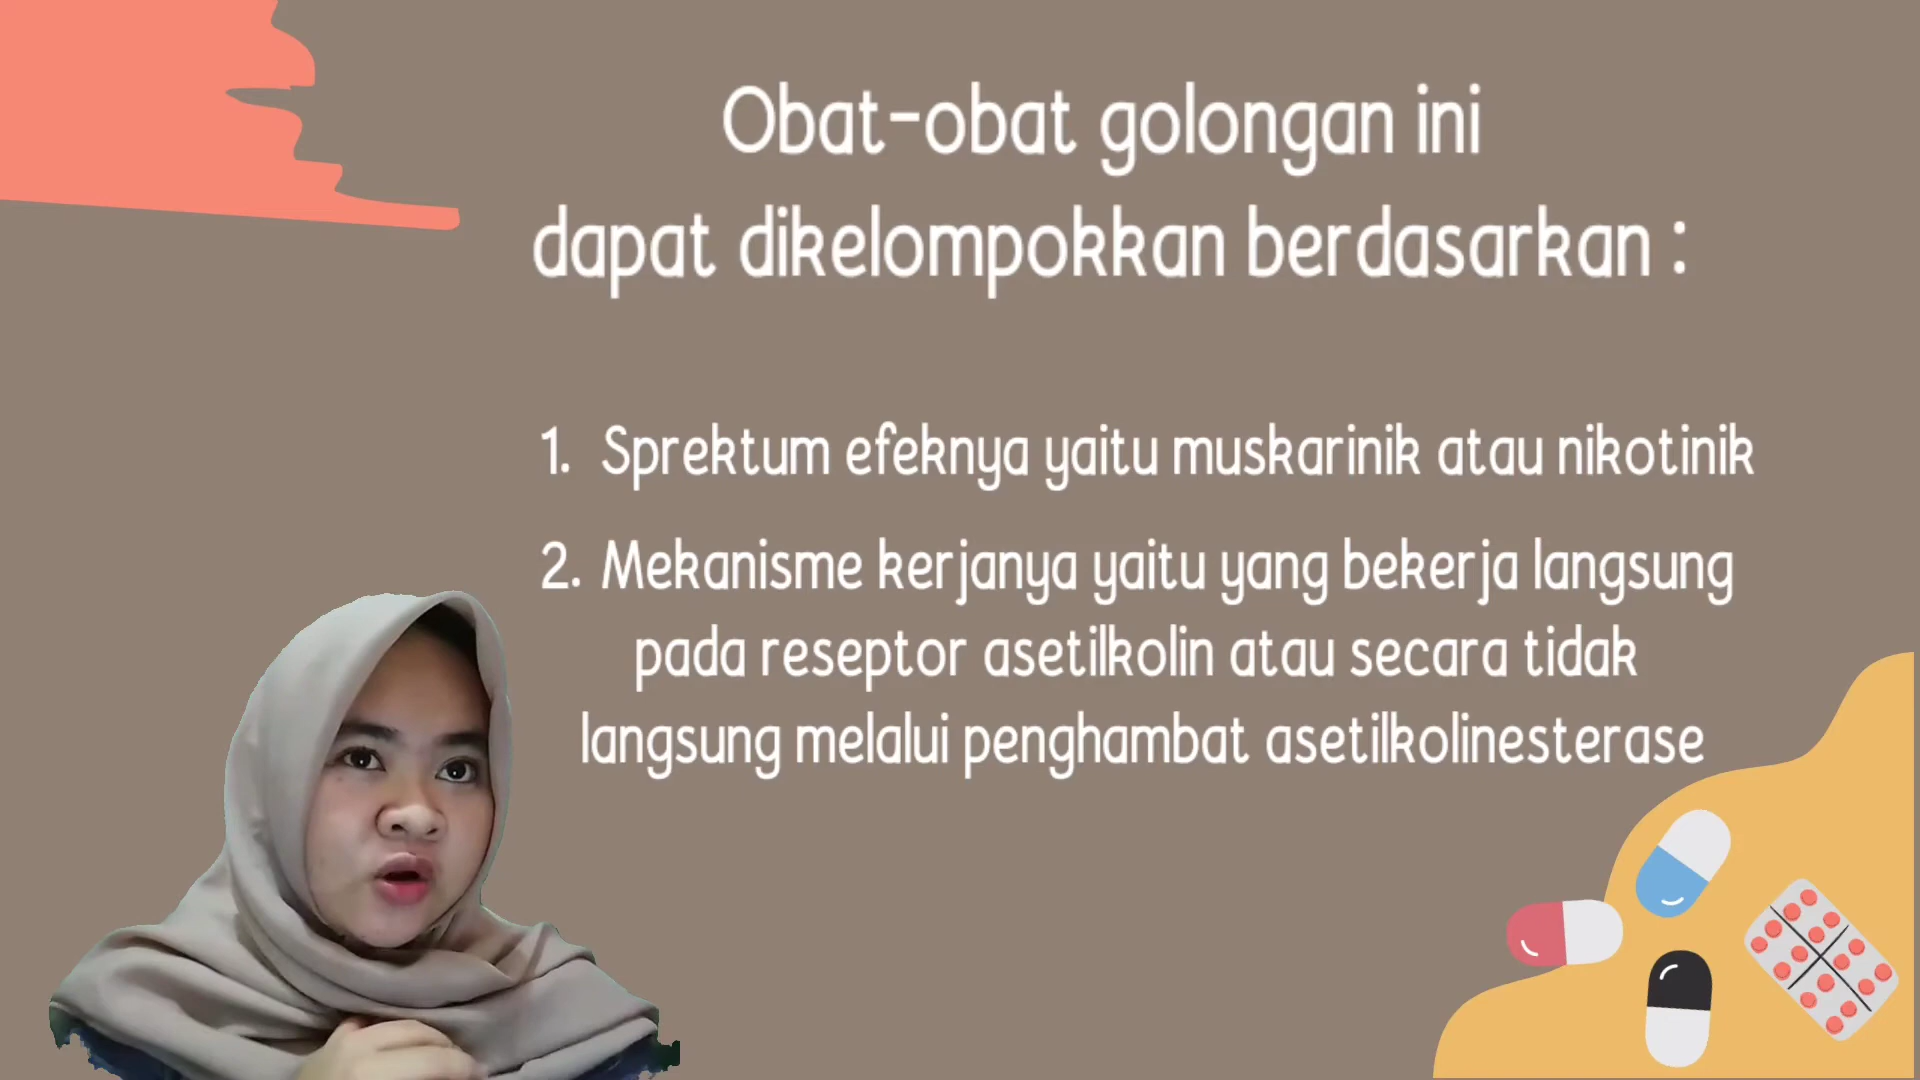 Obat-obat golongan ini
dapat dikelompokkan berdasarkan :
1. Sprektum efeknya yaitu muskarinik atau nikotinik
2. Mekanisme kerjanya yaitu yang bekerja langsung
pada reseptor asetilkolin atau secara tidak
langsung melalui penghambat asetilkolinesterase